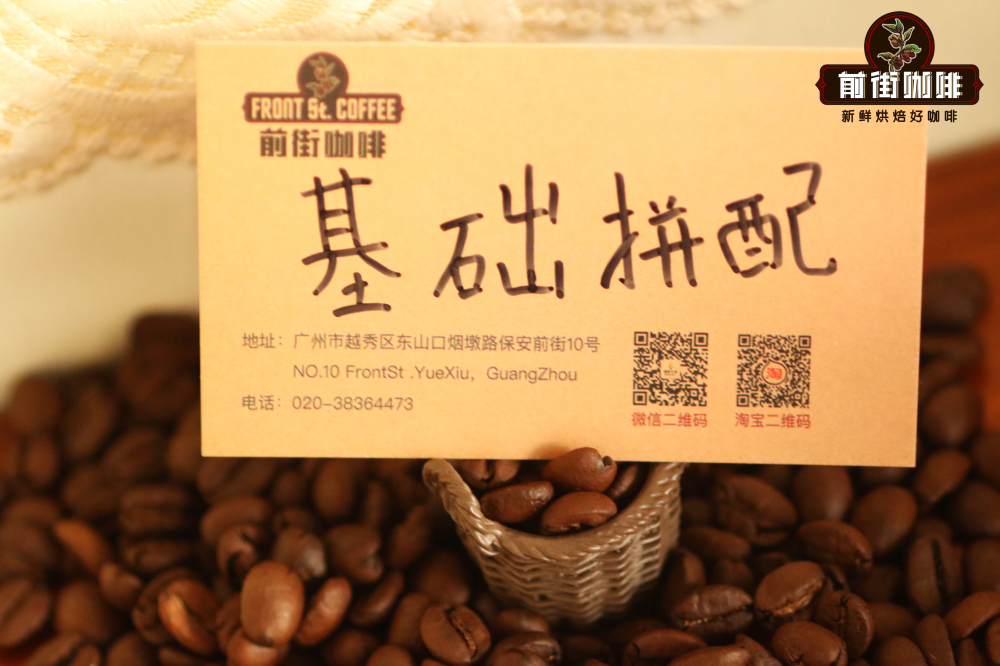 FRONT St. COFFEE
前街咖啡
基础拼配
地址：广州市越秀区东山口烟墩路保安前街10号
NO.10 FrontSt .YueXiu, GuangZhou
电话：020-38364473
淘
微信二维码
淘宝二维码
前街咖啡
新鲜烘焙好咖啡